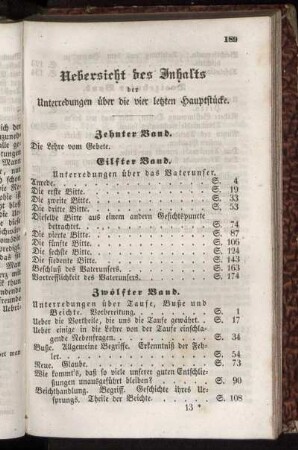 189
Uebersicht des Inhalts
der
Unterredungen über die vier letzten Hauptstücke.
Zehnter Band.
Die Lehre vom Gebete.
Eilfter Band.
Unterredungen über das Vaterunser.
Anrede. S. 4
Die erste Bitte. S. 19
Die zweite Bitte. S. 33
Die dritte Bitte. S. 53
Dieselbe Bitte aus einem andern Gesichtspunkte
betrachtet. S. 74
Die vierte Bitte. S. 87
Die fünfte Bitte. S. 106
Die sechste Bitte. S. 124
Die siebente Bitte. S. 143
Beschluß des Vaterunsers. S. 163
Vortrefflichkeit des Vaterunsers. S. 174
Zwölfter Band.
Unterredungen über Taufe, Buße und
Beichte. Vorbereitung. S. 1
Ueber die Vortheile, die uns die Taufe gewährt. S. 17
Ueber einige in die Lehre von der Taufe einschla-
gende Nebenfragen. S. 34
Buße. Allgemeine Begriffe. Erkenntniß der Feh-
ler. S. 54
Reue. Glaube. S. 73
Wie kommt's, daß so viele unserer guten Entschlie-
ßungen unausgeführt bleiben? S. 90
Beichthandlung. Begriff. Geschichte ihres Ur-
sprungs. Theile der Beichte. S. 108
13 *